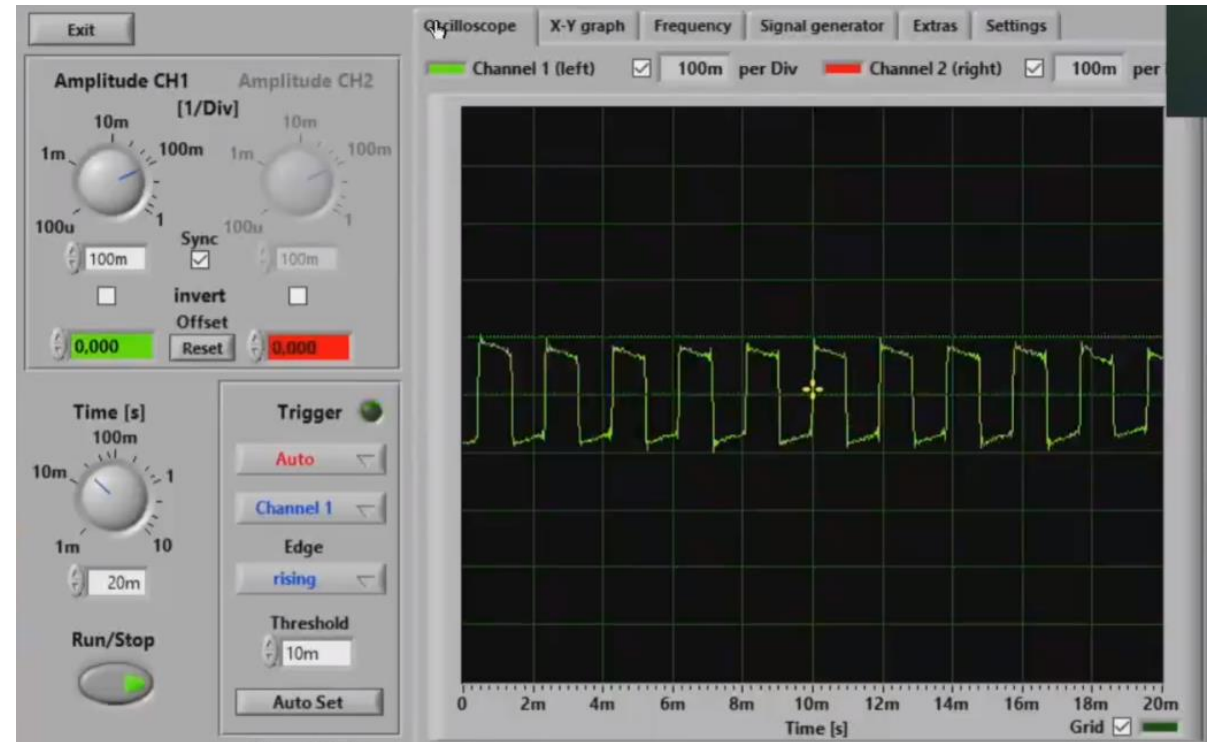 Exit
Amplitude CH1 Amplitude CH2
[1/Div]
10m 10m
1m 100m 1m 100m
100u 1 100u 1
Sync
100m 100m
invert
Offset
0,000 Reset 0,000
Time [s]
100m
10m 1
1m 10
20m
Run/Stop
Trigger
Auto
Channel 1
Edge
rising
Threshold
10m
Auto Set
Oscilloscope X-Y graph Frequency Signal generator Extras Settings
Channel 1 (left) 100m per Div Channel 2 (right) 100m per
0 2m 4m 6m 8m 10m 12m 14m 16m 18m 20m
Time [s]
Grid